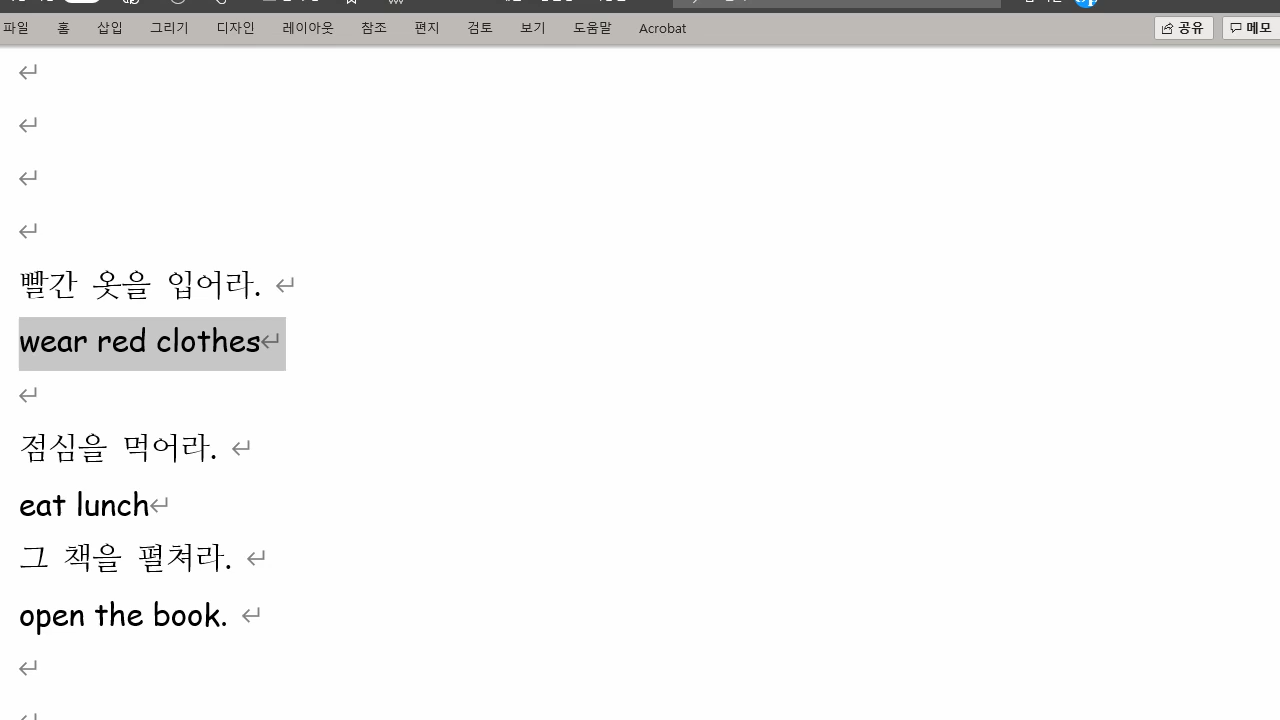 파일 홈 삽입 그리기 디자인 레이아웃 참조 편지 검토 보기 도움말 Acrobat 공유 메모
빨간 옷을 입어라.
wear red clothes
점심을 먹어라.
eat lunch
그 책을 펼쳐라.
open the book.